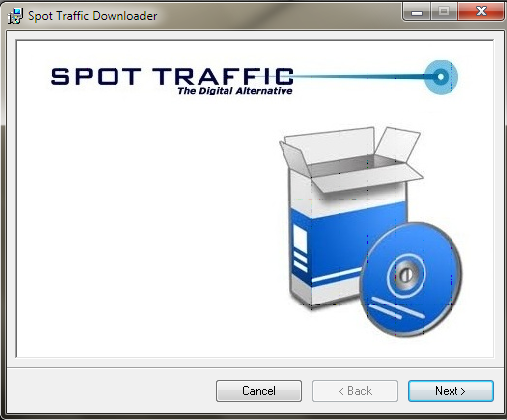 Spot Traffic Downloader
SPOT TRAFFIC
The Digital Alternative
Cancel
< Back
Next >